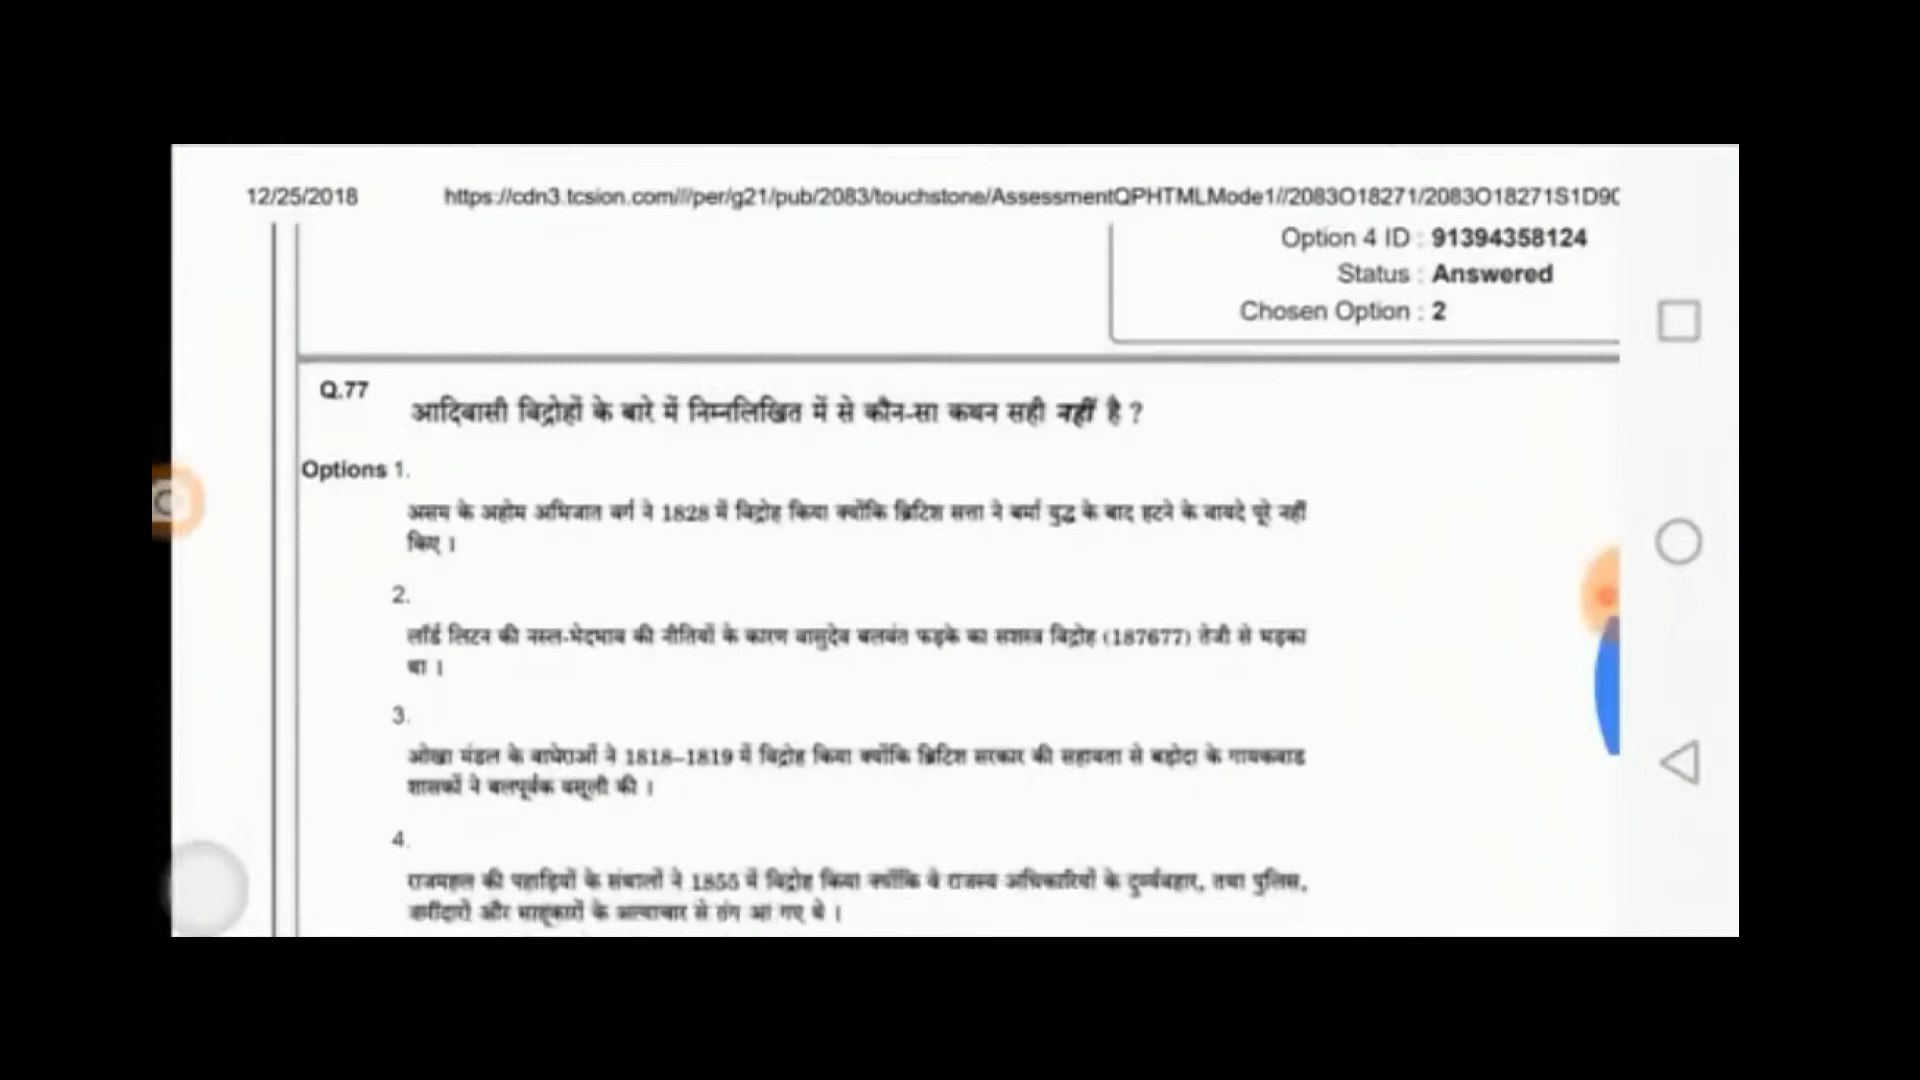 12/25/2018 https://cdn3.tcsion.com///per/g21/pub/2083/touchstone/AssessmentQPHTMLMode1//2083O18271/2083O18271S1D90
Option 4 ID : 91394358124
Status : Answered
Chosen Option : 2
Q.77 आदिवासी विद्रोहों के बारे में निम्नलिखित में से कौन-सा कथन सही नहीं है ?
Options 1.
असम के अहोम अभिजात वर्ग ने 1828 में विद्रोह किया क्योंकि ब्रिटिश सत्ता ने बर्मा युद्ध के बाद हटने के वायदे पूरे नहीं
किए ।
2.
लॉर्ड लिटन की नस्ल-भेदभाव की नीतियों के कारण वासुदेव बलवंत फड़के का सशस्त्र विद्रोह (187677) तेजी से भड़का
था ।
3.
ओखा मंडल के वाघेराओं ने 1818–1819 में विद्रोह किया क्योंकि ब्रिटिश सरकार की सहायता से बड़ोदा के गायकवाड
शासकों ने बलपूर्वक वसूली की ।
4.
राजमहल की पहाड़ियों के संथालों ने 1855 में विद्रोह किया क्योंकि वे राजस्व अधिकारियों के दुर्व्यवहार, तथा पुलिस,
जमींदारों और साहूकारों के अत्याचार से तंग आ गए थे ।